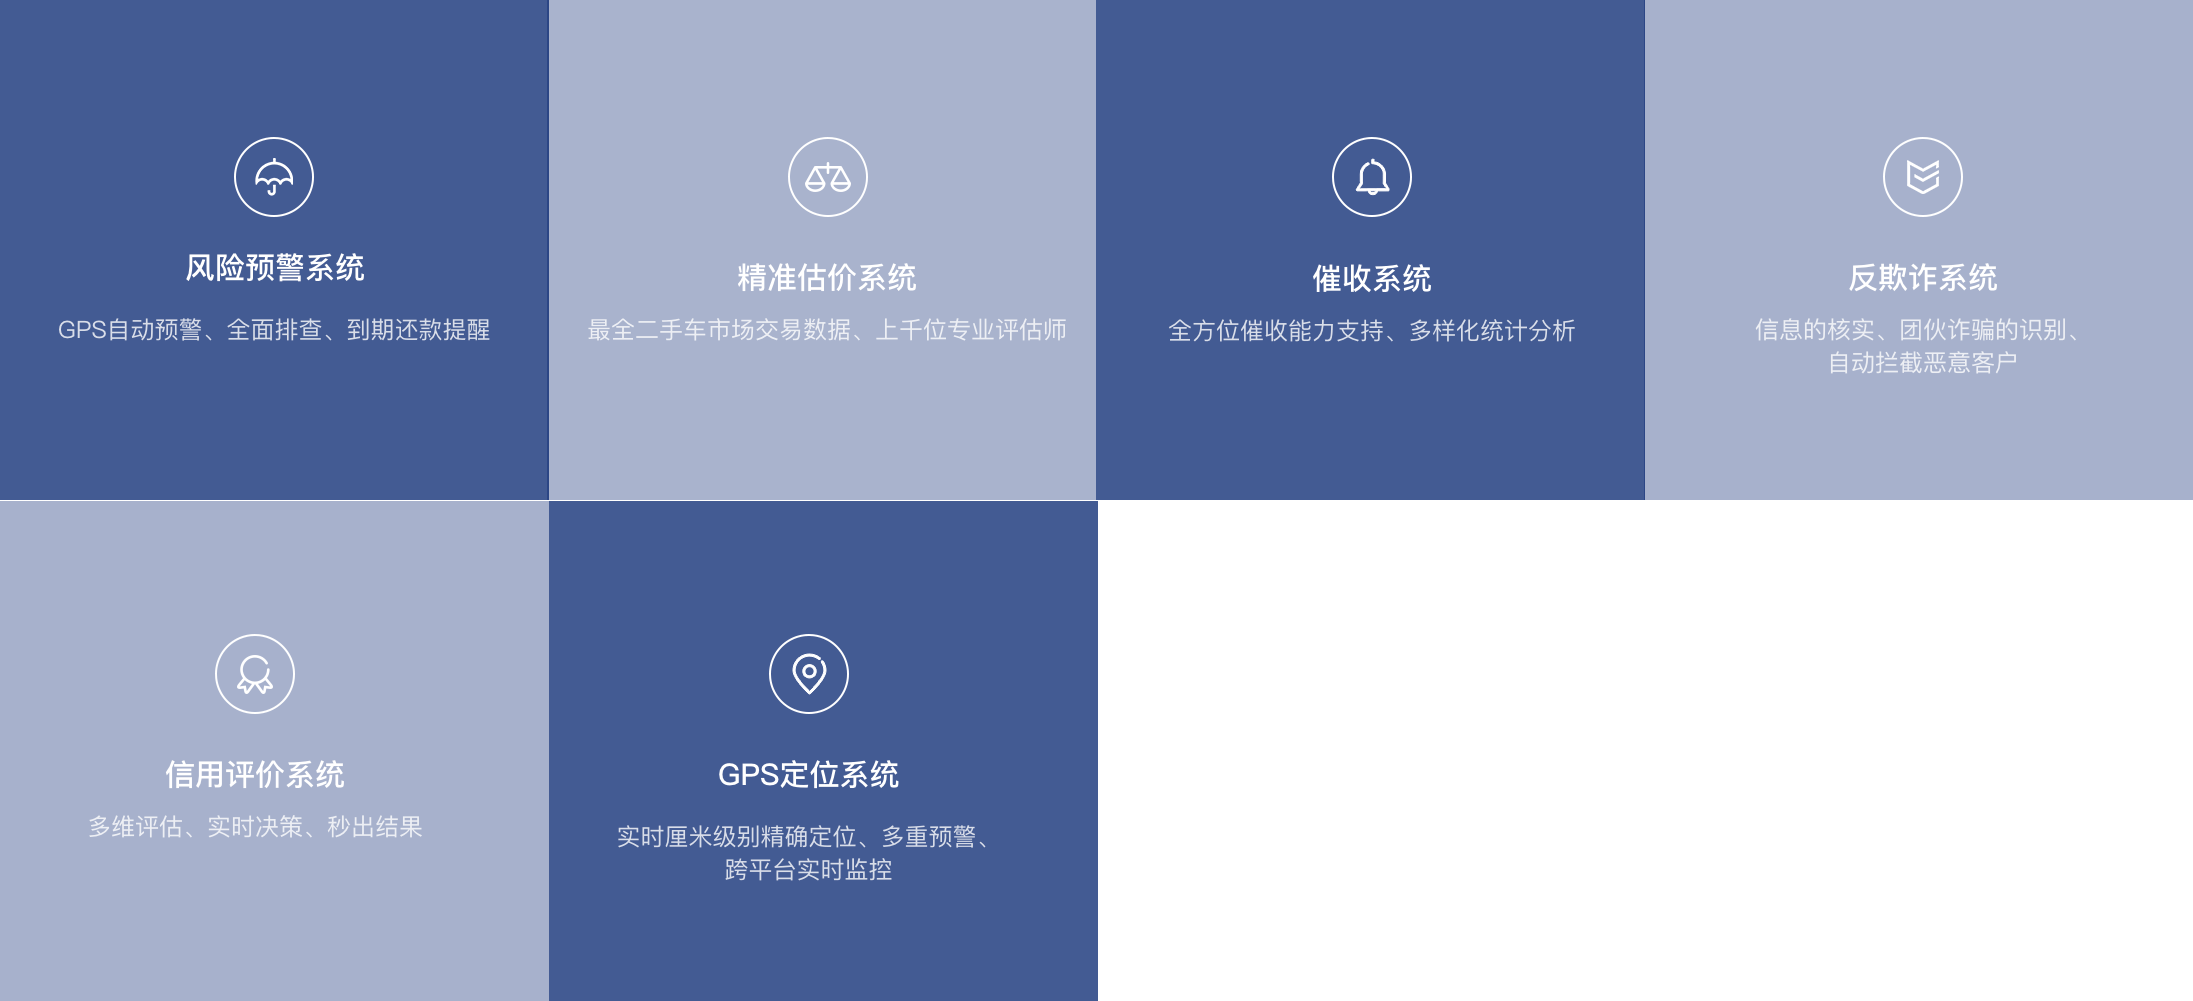 风险预警系统
GPS自动预警、全面排查、到期还款提醒
精准估价系统
最全二手车市场交易数据、上千位专业评估师
催收系统
全方位催收能力支持、多样化统计分析
反欺诈系统
信息的核实、团伙诈骗的识别、
自动拦截恶意客户
信用评价系统
多维评估、实时决策、秒出结果
GPS定位系统
实时厘米级别精确定位、多重预警、
跨平台实时监控